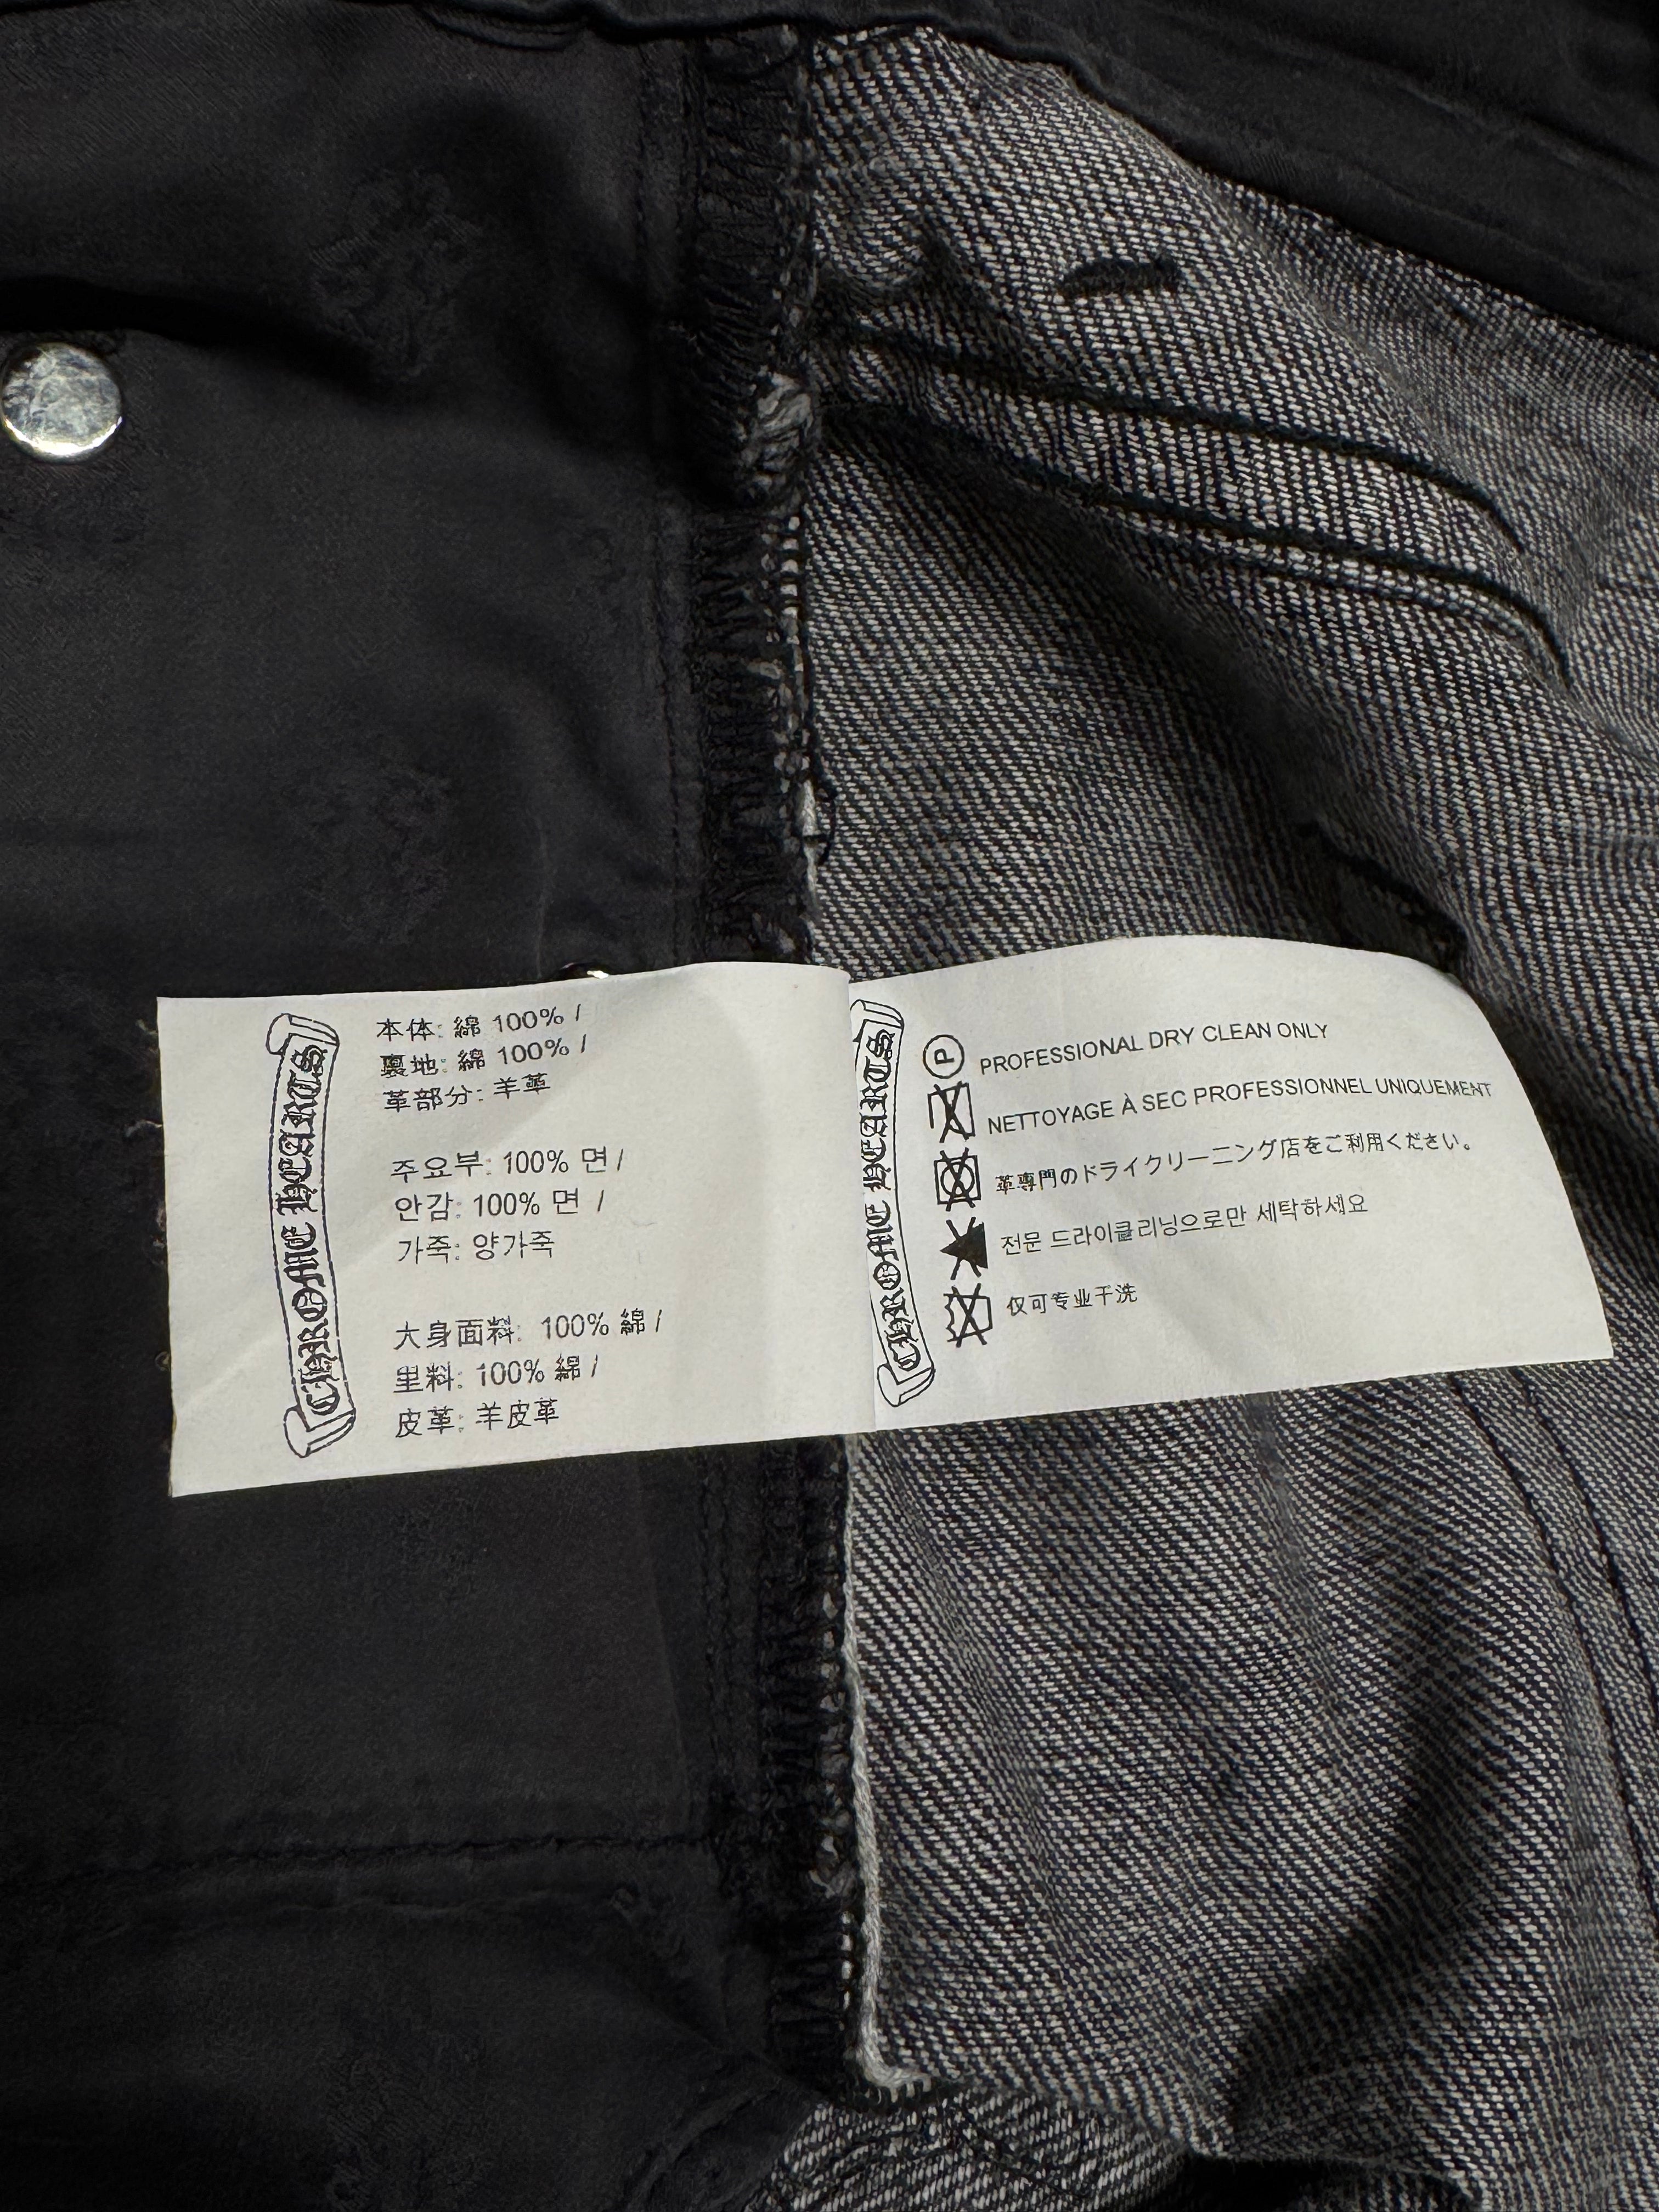 CHROME HEARTS
本体: 綿 100% /
裏地: 綿 100% /
革部分: 羊革
주요부: 100% 면 /
안감: 100% 면 /
가죽: 양가죽
大身面料: 100% 綿 /
里料: 100% 綿 /
皮革: 羊皮革
CHROME HEARTS
P PROFESSIONAL DRY CLEAN ONLY
NETTOYAGE À SEC PROFESSIONNEL UNIQUEMENT
革専門のドライクリーニング店をご利用ください。
전문 드라이클리닝으로만 세탁하세요
仅可专业干洗